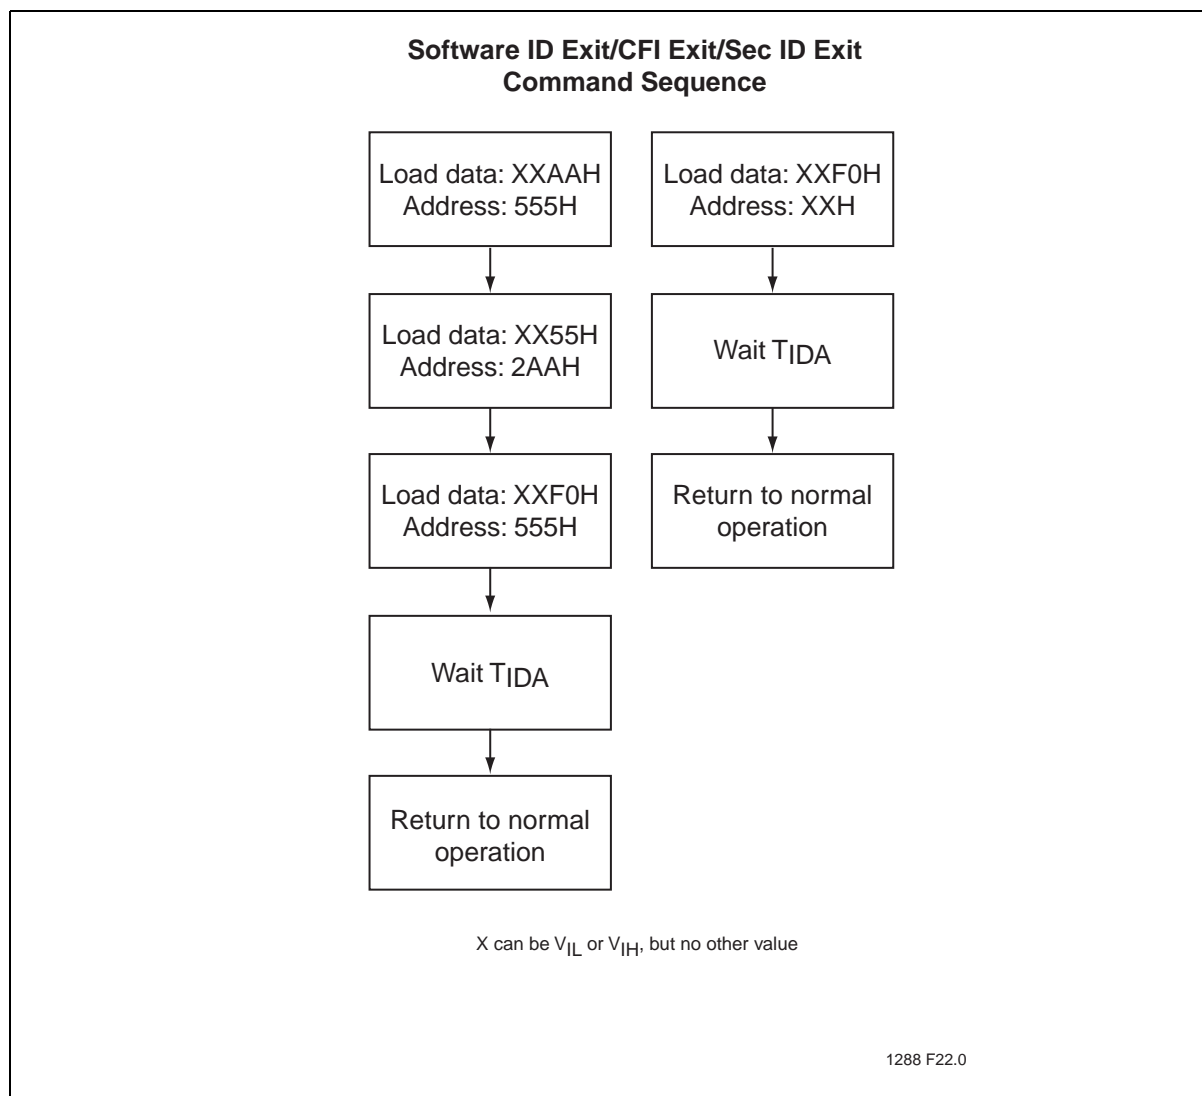 Software ID Exit/CFI Exit/Sec ID Exit
Command Sequence
Load data: XXAAH
Address: 555H
Load data: XX55H
Address: 2AAH
Load data: XXF0H
Address: 555H
Wait TIDA
Return to normal
operation
Load data: XXF0H
Address: XXH
Wait TIDA
Return to normal
operation
X can be VIL or VIH, but no other value
1288 F22.0